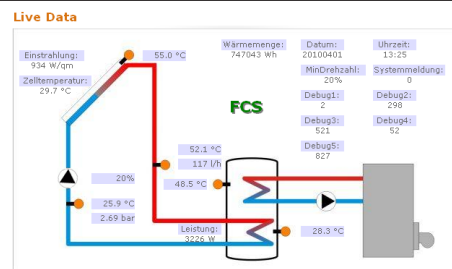 Live Data
Einstrahlung:
934 W/qm
Zelltemperatur:
29.7 °C
55.0 °C
Wärmemenge:
747043 Wh
Datum:
20100401
Uhrzeit:
13:25
MinDrehzahl:
20%
Systemmeldung:
0
Debug1:
2
Debug2:
298
Debug3:
521
Debug4:
52
Debug5:
827
FCS
52.1 °C
117 l/h
48.5 °C
20%
25.9 °C
2.69 bar
Leistung:
3226 W
28.3 °C